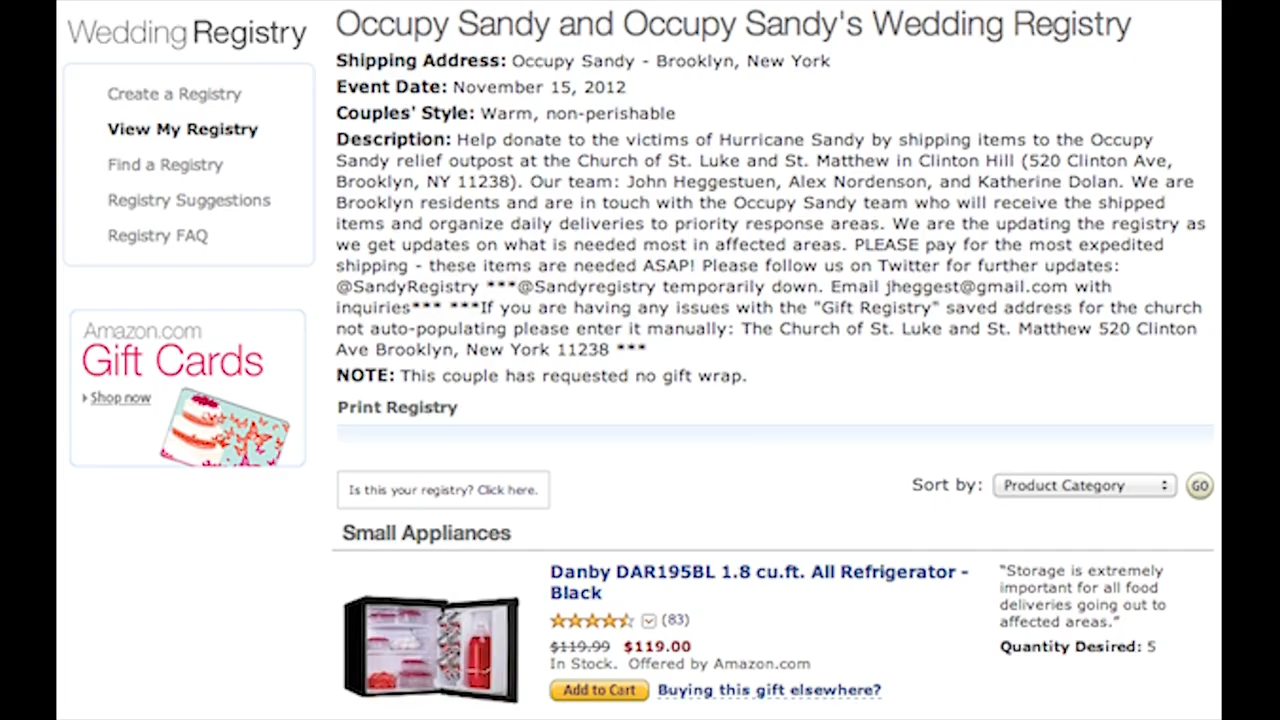 Wedding Registry
Create a Registry
View My Registry
Find a Registry
Registry Suggestions
Registry FAQ
Amazon.com
Gift Cards
Shop now
Occupy Sandy and Occupy Sandy's Wedding Registry
Shipping Address: Occupy Sandy - Brooklyn, New York
Event Date: November 15, 2012
Couples' Style: Warm, non-perishable
Description: Help donate to the victims of Hurricane Sandy by shipping items to the Occupy
Sandy relief outpost at the Church of St. Luke and St. Matthew in Clinton Hill (520 Clinton Ave,
Brooklyn, NY 11238). Our team: John Heggestuen, Alex Nordenson, and Katherine Dolan. We are
Brooklyn residents and are in touch with the Occupy Sandy team who will receive the shipped
items and organize daily deliveries to priority response areas. We are the updating the registry as
we get updates on what is needed most in affected areas. PLEASE pay for the most expedited
shipping - these items are needed ASAP! Please follow us on Twitter for further updates:
@SandyRegistry ***@Sandyregistry temporarily down. Email jheggest@gmail.com with
inquiries*** ***If you are having any issues with the "Gift Registry" saved address for the church
not auto-populating please enter it manually: The Church of St. Luke and St. Matthew 520 Clinton
Ave Brooklyn, New York 11238 ***
NOTE: This couple has requested no gift wrap.
Print Registry
Is this your registry? Click here.
Sort by: Product Category GO
Small Appliances
Danby DAR195BL 1.8 cu.ft. All Refrigerator -
Black
(83)
$119.99 $119.00
In Stock. Offered by Amazon.com
Add to Cart Buying this gift elsewhere?
"Storage is extremely
important for all food
deliveries going out to
affected areas."
Quantity Desired: 5